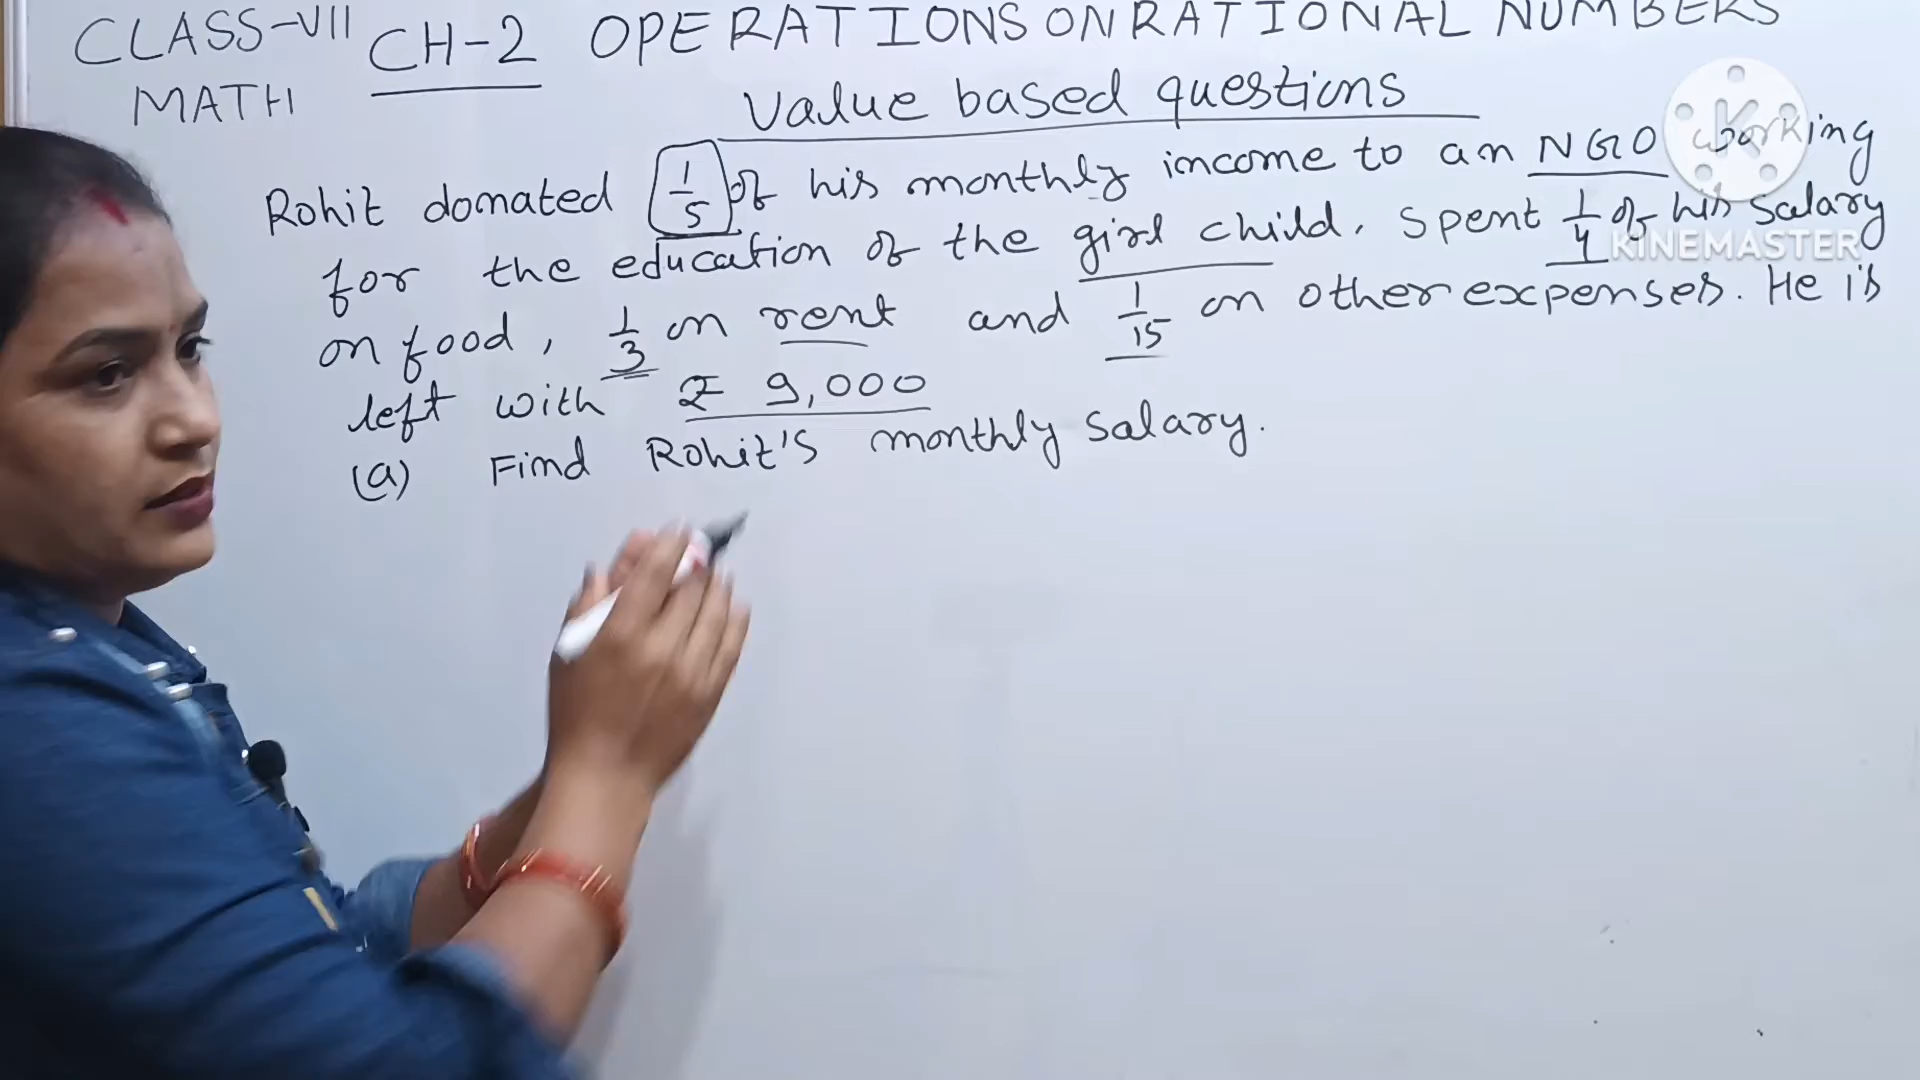 CLASS-VII CH-2 OPERATIONS ON RATIONAL NUMBERS
MATH
Value based questions
Rohit donated 1/5 of his monthly income to an NGO working
for the education of the girl child, spent 1/4 of his salary
on food, 1/3 on rent and 1/15 on other expenses. He is
left with ₹ 9,000
(a) Find Rohit's monthly salary.
KINEMASTER